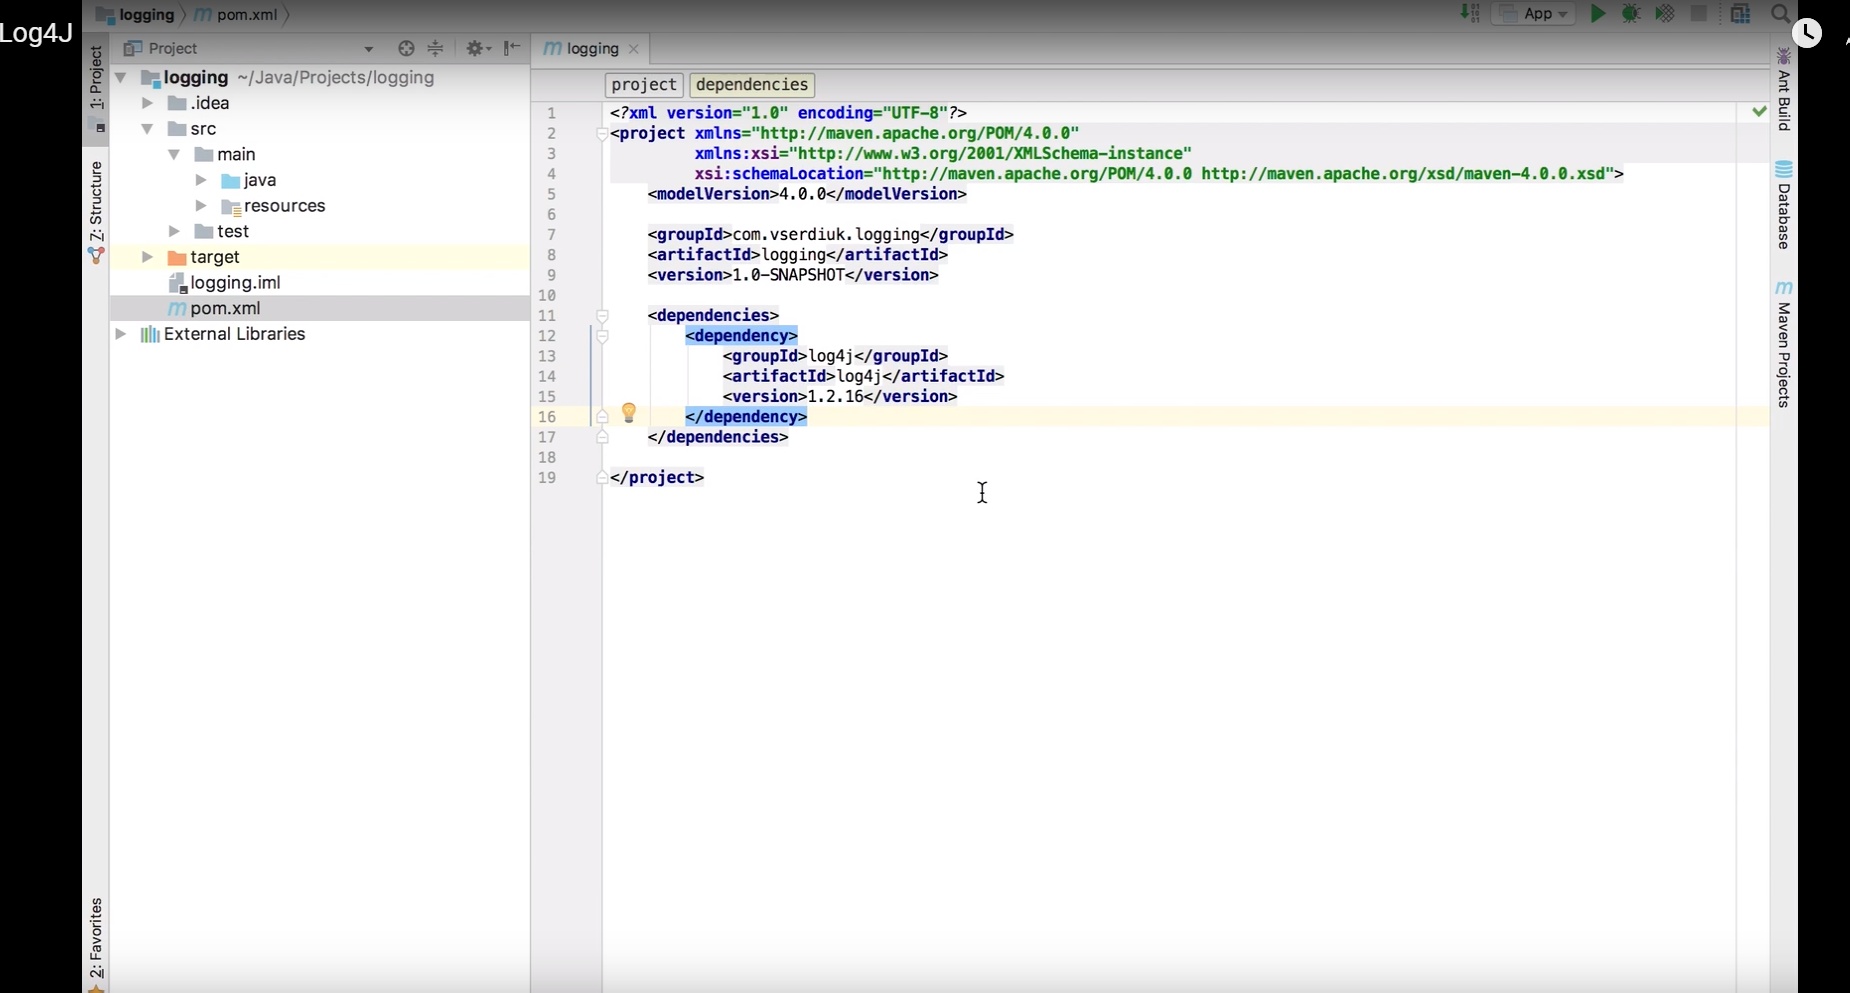 Log4J
logging pom.xml
App
1: Project
Project
logging
logging ~/Java/Projects/logging
.idea
src
main
java
resources
test
target
logging.iml
pom.xml
External Libraries
Z: Structure
2: Favorites
project dependencies
1 <?xml version="1.0" encoding="UTF-8"?>
2 <project xmlns="http://maven.apache.org/POM/4.0.0"
3 xmlns:xsi="http://www.w3.org/2001/XMLSchema-instance"
4 xsi:schemaLocation="http://maven.apache.org/POM/4.0.0 http://maven.apache.org/xsd/maven-4.0.0.xsd">
5 <modelVersion>4.0.0</modelVersion>
6
7 <groupId>com.vserdiuk.logging</groupId>
8 <artifactId>logging</artifactId>
9 <version>1.0-SNAPSHOT</version>
10
11 <dependencies>
12 <dependency>
13 <groupId>log4j</groupId>
14 <artifactId>log4j</artifactId>
15 <version>1.2.16</version>
16 </dependency>
17 </dependencies>
18
19 </project>
Ant Build
Database
Maven Projects